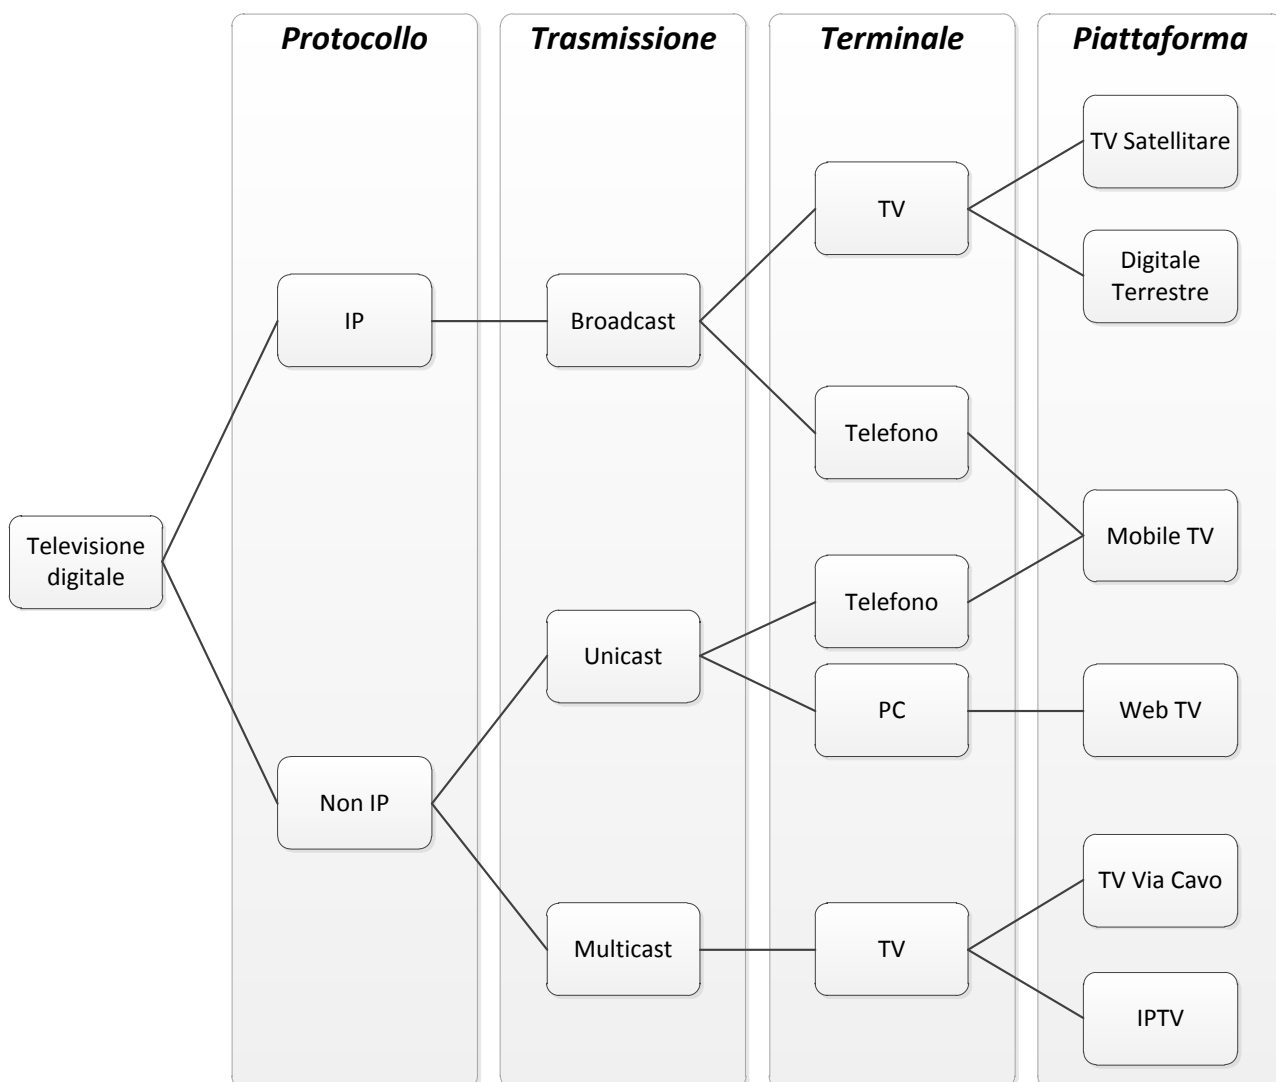 Protocollo
Trasmissione
Terminale
Piattaforma
TV Satellitare
TV
Digitale
Terrestre
IP
Broadcast
Telefono
Mobile TV
Televisione
digitale
Telefono
Unicast
PC
Web TV
Non IP
TV Via Cavo
Multicast
TV
IPTV